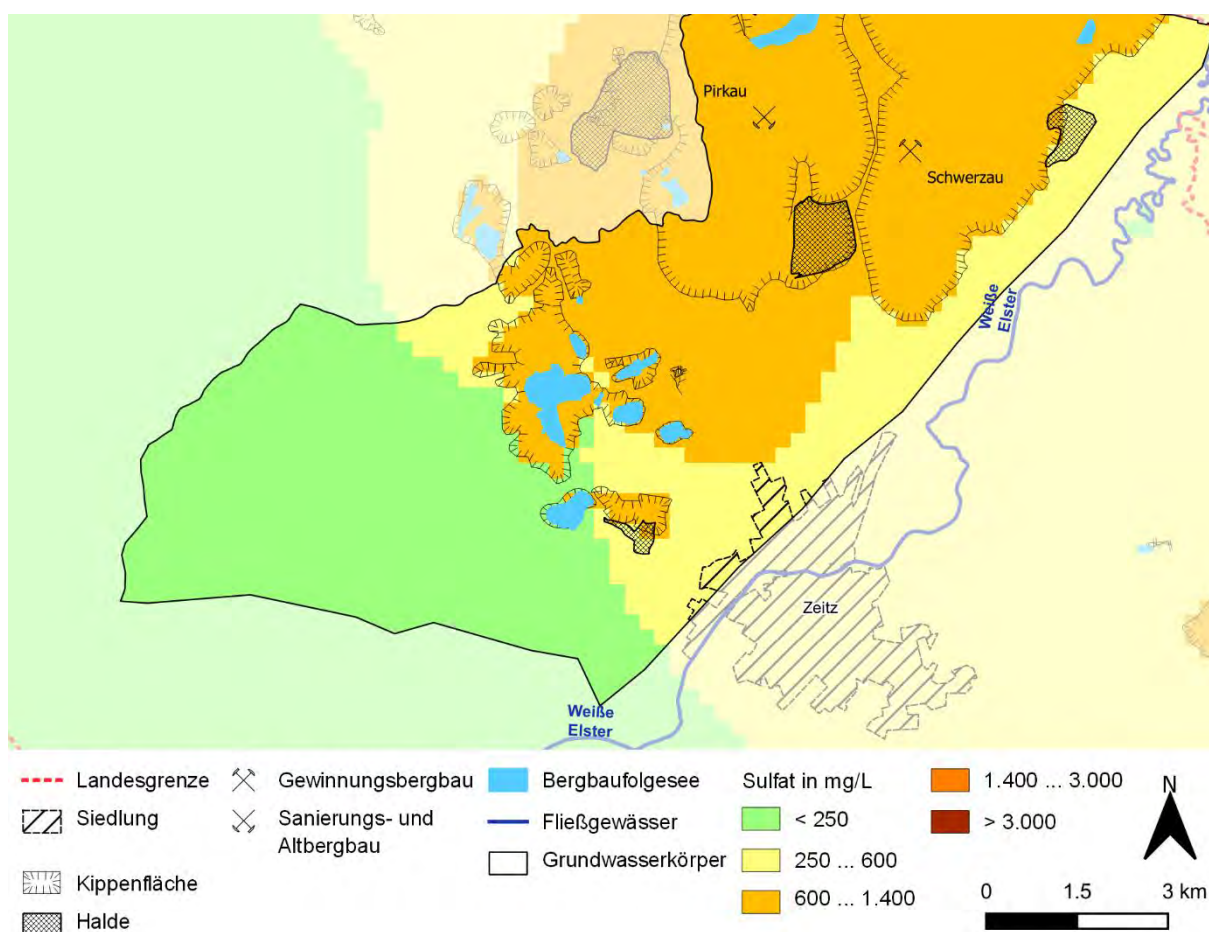 Pirkau
Schwerzau
Weiße
Elster
Zeitz
Weiße
Elster
Landesgrenze
Siedlung
Kippenfläche
Halde
Gewinnungsbergbau
Sanierungs- und
Altbergbau
Bergbaufolgesee
Fließgewässer
Grundwasserkörper
Sulfat in mg/L
< 250
250 ... 600
600 ... 1.400
1.400 ... 3.000
> 3.000
N
0 1.5 3 km